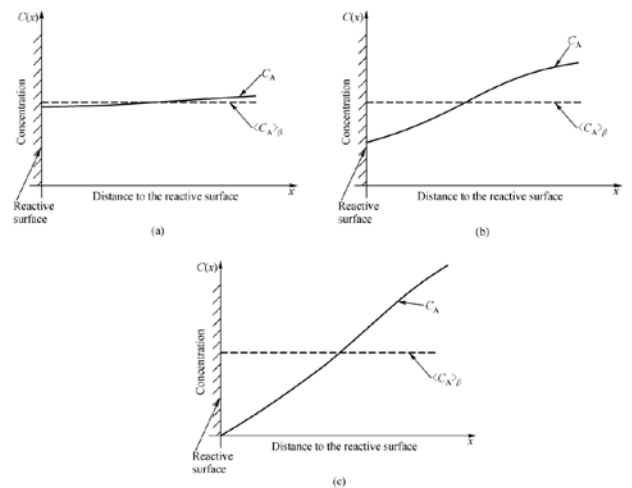 C(x)
Concentration
C_A
⟨C_A⟩_β
Reactive
surface
Distance to the reactive surface
x
(a)
C(x)
Concentration
C_A
⟨C_A⟩_β
Reactive
surface
Distance to the reactive surface
x
(b)
C(x)
Concentration
C_A
⟨C_A⟩_β
Reactive
surface
Distance to the reactive surface
x
(c)